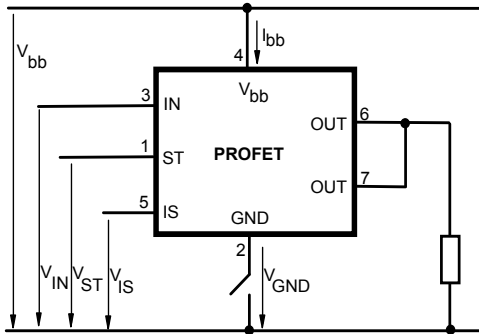 I_bb
V_bb
4
V_bb
3
IN
6
OUT
1
ST
PROFET
7
OUT
5
IS
GND
2
V_IN
V_ST
V_IS
V_GND